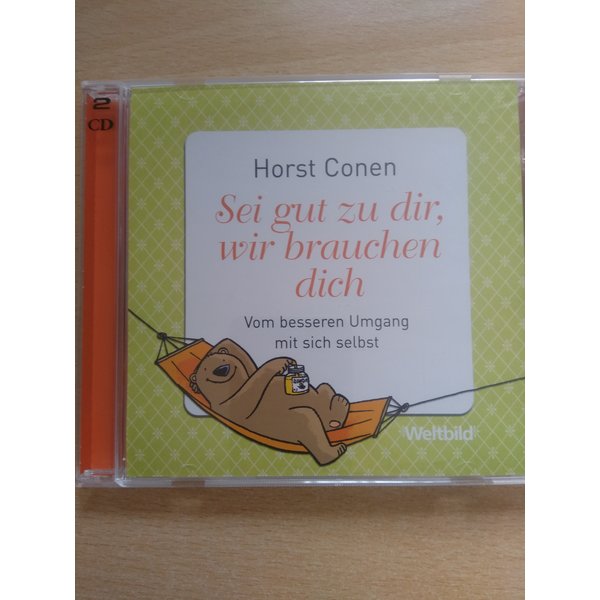 2
CD
Horst Conen
Sei gut zu dir,
wir brauchen
dich
Vom besseren Umgang
mit sich selbst
Weltbild